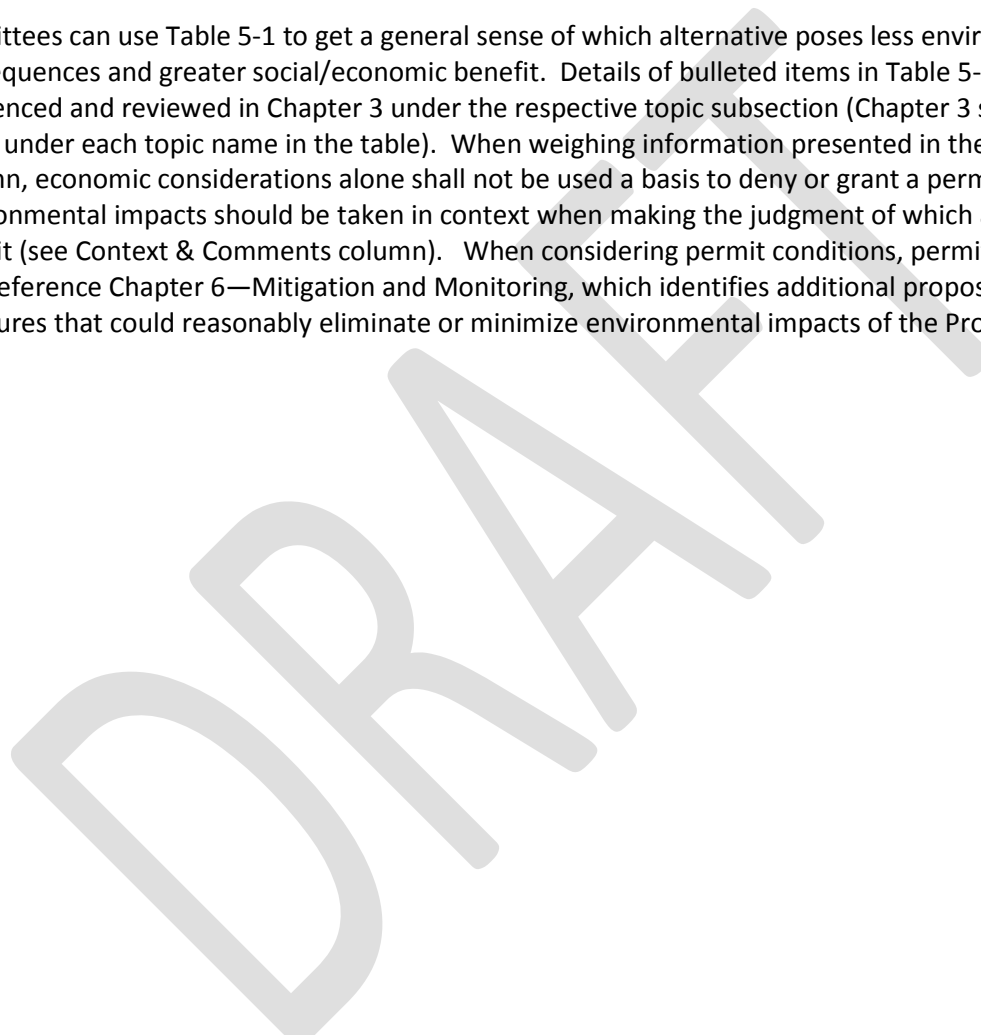 ittees can use Table 5-1 to get a general sense of which alternative poses less envir
equences and greater social/economic benefit.  Details of bulleted items in Table 5-
enced and reviewed in Chapter 3 under the respective topic subsection (Chapter 3 s
under each topic name in the table).  When weighing information presented in the
nn, economic considerations alone shall not be used a basis to deny or grant a perm
onmental impacts should be taken in context when making the judgment of which a
it (see Context & Comments column).   When considering permit conditions, permi
eference Chapter 6—Mitigation and Monitoring, which identifies additional propos
ures that could reasonably eliminate or minimize environmental impacts of the Pro
DRAFT